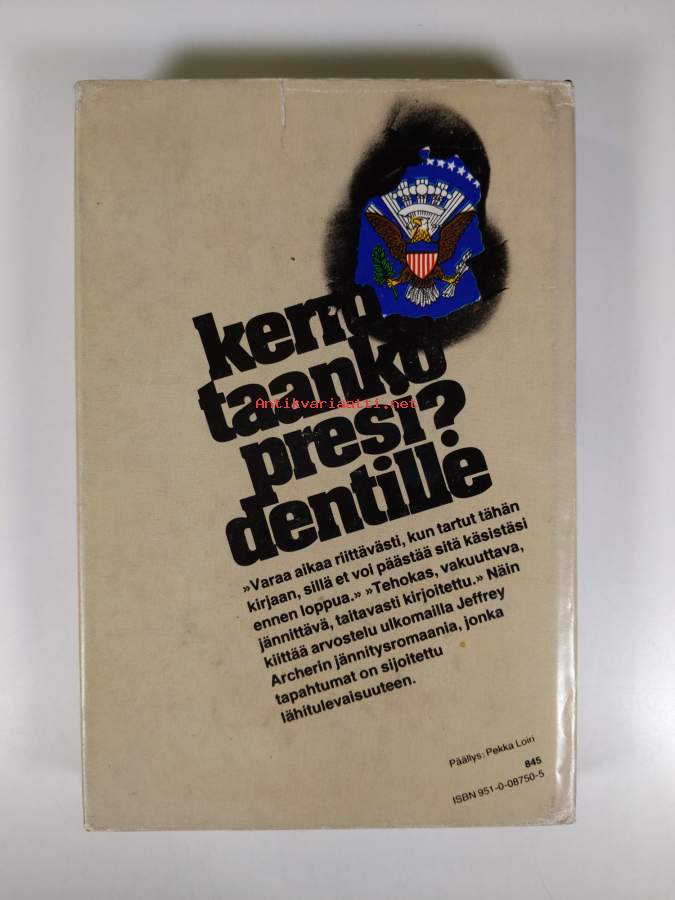 kerro
taanko
Antikvariaatti.net
presi?
dentille
»Varaa aikaa riittävästi, kun tartut tähän
kirjaan, sillä et voi päästää sitä käsistäsi
ennen loppua.» »Tehokas, vakuuttava,
jännittävä, taitavasti kirjoitettu.» Näin
kiittää arvostelu ulkomailla Jeffrey
Archerin jännitysromaania, jonka
tapahtumat on sijoitettu
lähitulevaisuuteen.
Päällys: Pekka Loiri
845
ISBN 951-0-08750-5